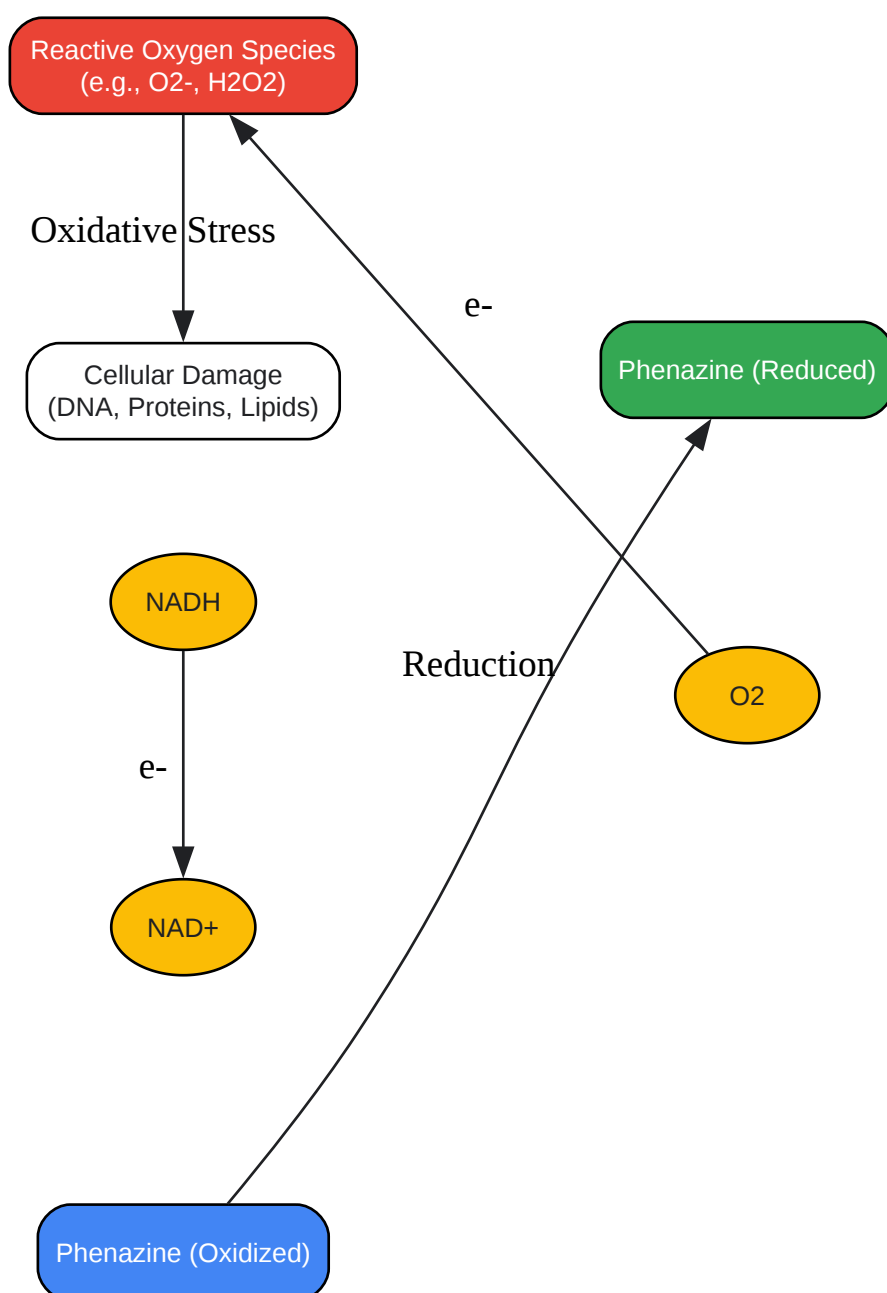 Reactive Oxygen Species
(e.g., O2-, H2O2)
Oxidative Stress
e-
Cellular Damage
(DNA, Proteins, Lipids)
Phenazine (Reduced)
NADH
Reduction
O2
e-
NAD+
Phenazine (Oxidized)